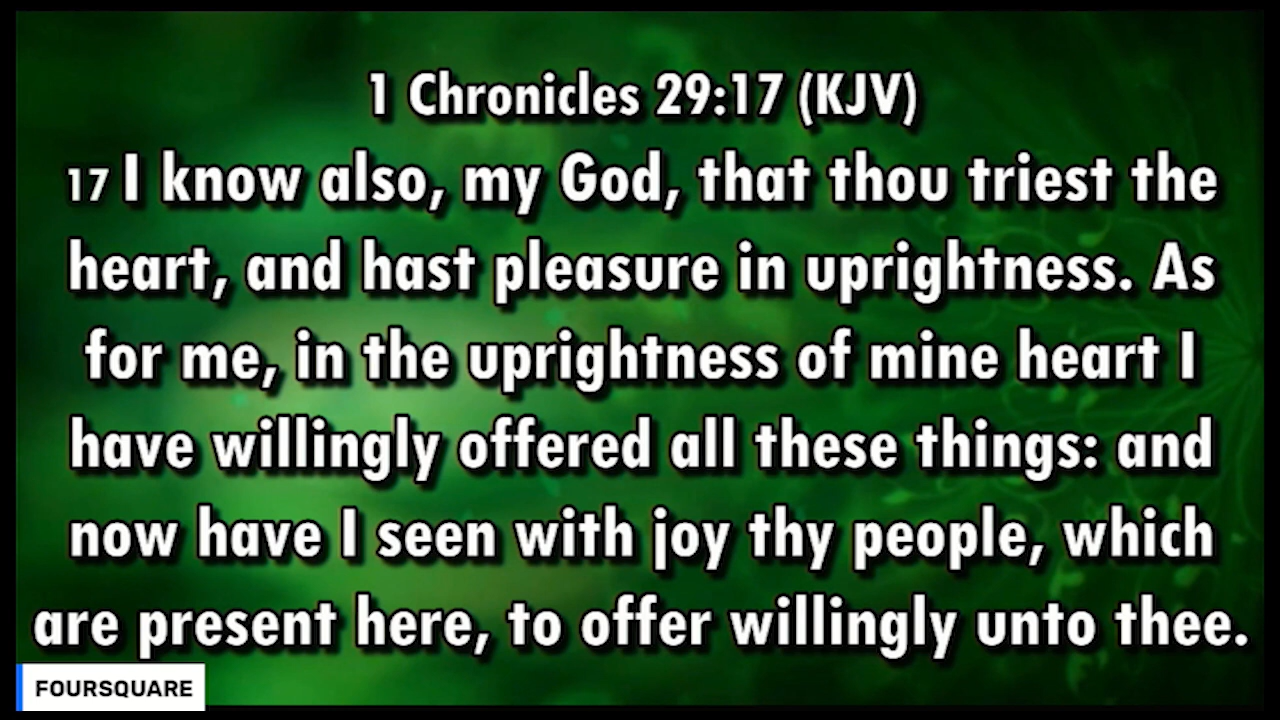 1 Chronicles 29:17 (KJV)
17 I know also, my God, that thou triest the
heart, and hast pleasure in uprightness. As
for me, in the uprightness of mine heart I
have willingly offered all these things: and
now have I seen with joy thy people, which
are present here, to offer willingly unto thee.
FOURSQUARE